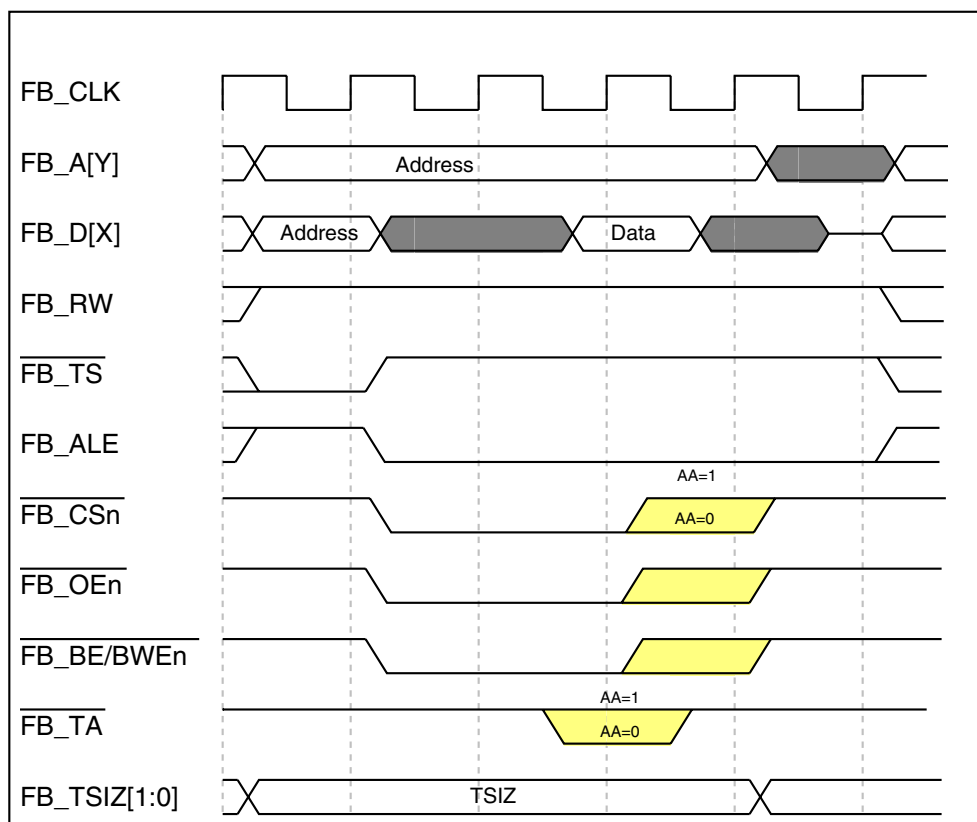 FB_CLK
FB_A[Y]
Address
FB_D[X]
Address
Data
FB_RW
FB_TS
FB_ALE
AA=1
FB_CSn
AA=0
FB_OEn
FB_BE/BWEn
AA=1
FB_TA
AA=0
FB_TSIZ[1:0]
TSIZ